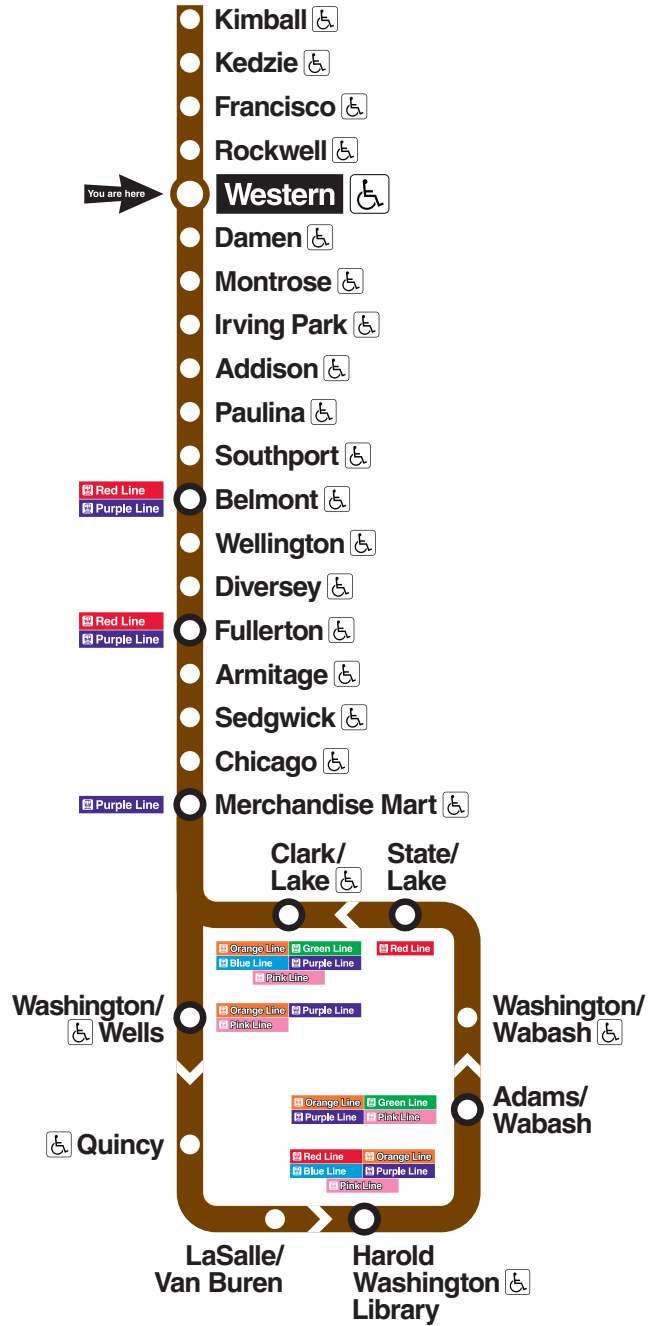 Kimball
Kedzie
Francisco
Rockwell
You are here
Western
Damen
Montrose
Irving Park
Addison
Paulina
Southport
Red Line
Purple Line
Belmont
Wellington
Diversey
Red Line
Purple Line
Fullerton
Armitage
Sedgwick
Chicago
Purple Line
Merchandise Mart
Clark/
Lake
State/
Lake
Orange Line Green Line
Blue Line Purple Line
Pink Line
Red Line
Washington/
Wells
Orange Line Purple Line
Pink Line
Washington/
Wabash
Orange Line Green Line
Purple Line Pink Line
Adams/
Wabash
Quincy
Red Line Orange Line
Blue Line Purple Line
Pink Line
LaSalle/
Van Buren
Harold
Washington
Library